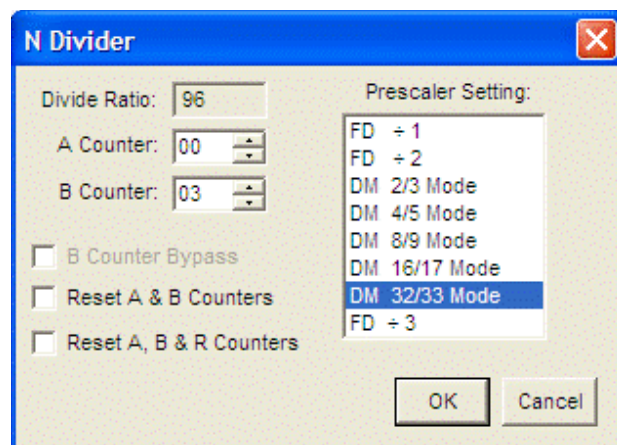 N Divider
Divide Ratio: 96
A Counter: 00
B Counter: 03
B Counter Bypass
Reset A & B Counters
Reset A, B & R Counters
Prescaler Setting:
FD ÷ 1
FD ÷ 2
DM 2/3 Mode
DM 4/5 Mode
DM 8/9 Mode
DM 16/17 Mode
DM 32/33 Mode
FD ÷ 3
OK
Cancel